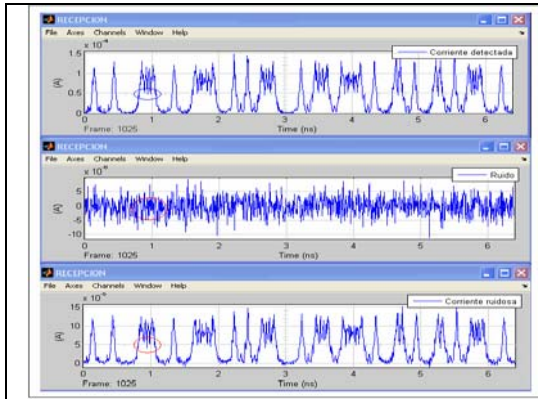 RECEPCION
File Axes Channels Window Help
x 10
1.5
Corriente detectada
1
(A)
0.5
0
0 1 2 3 4 5 6
Frame: 1025 Time (ns)
RECEPCION
File Axes Channels Window Help
x 10
Ruido
5
(A) 0
-5
-10
0 1 2 3 4 5 6
Frame: 1025 Time (ns)
RECEPCION
File Axes Channels Window Help
x 10
15
Corriente ruidosa
10
(A)
5
0
0 1 2 3 4 5 6
Frame: 1025 Time (ns)